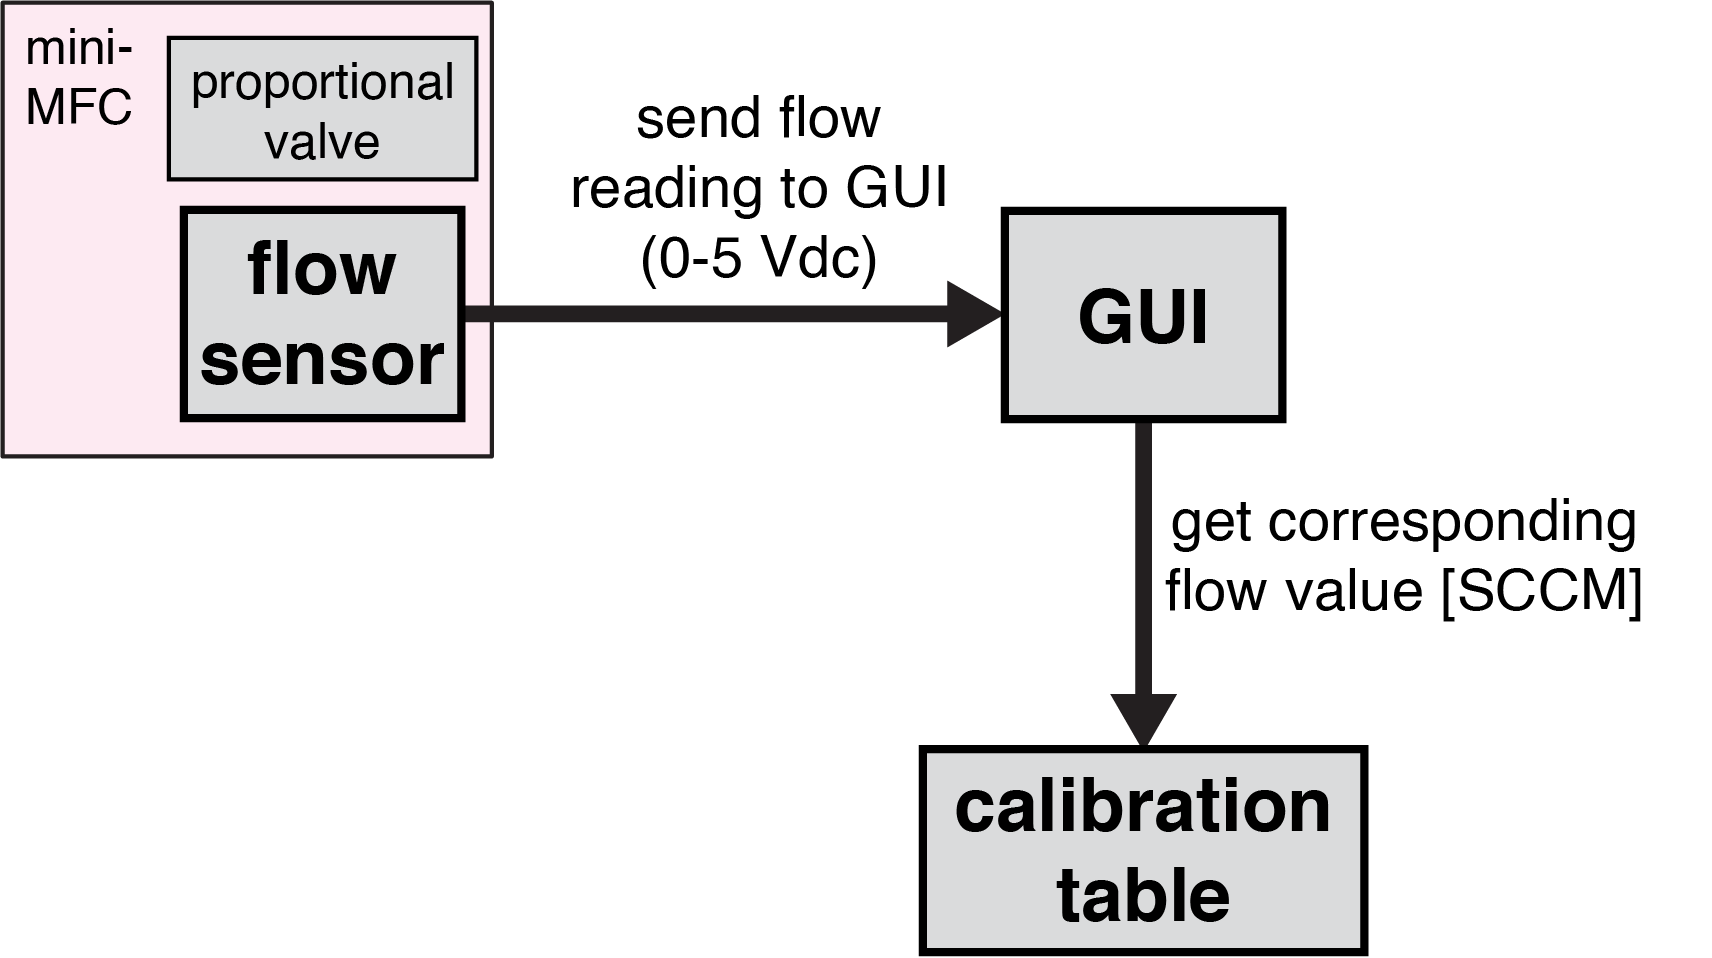 mini-
MFC
proportional
valve
flow
sensor
send flow
reading to GUI
(0-5 Vdc)
GUI
get corresponding
flow value [SCCM]
calibration
table